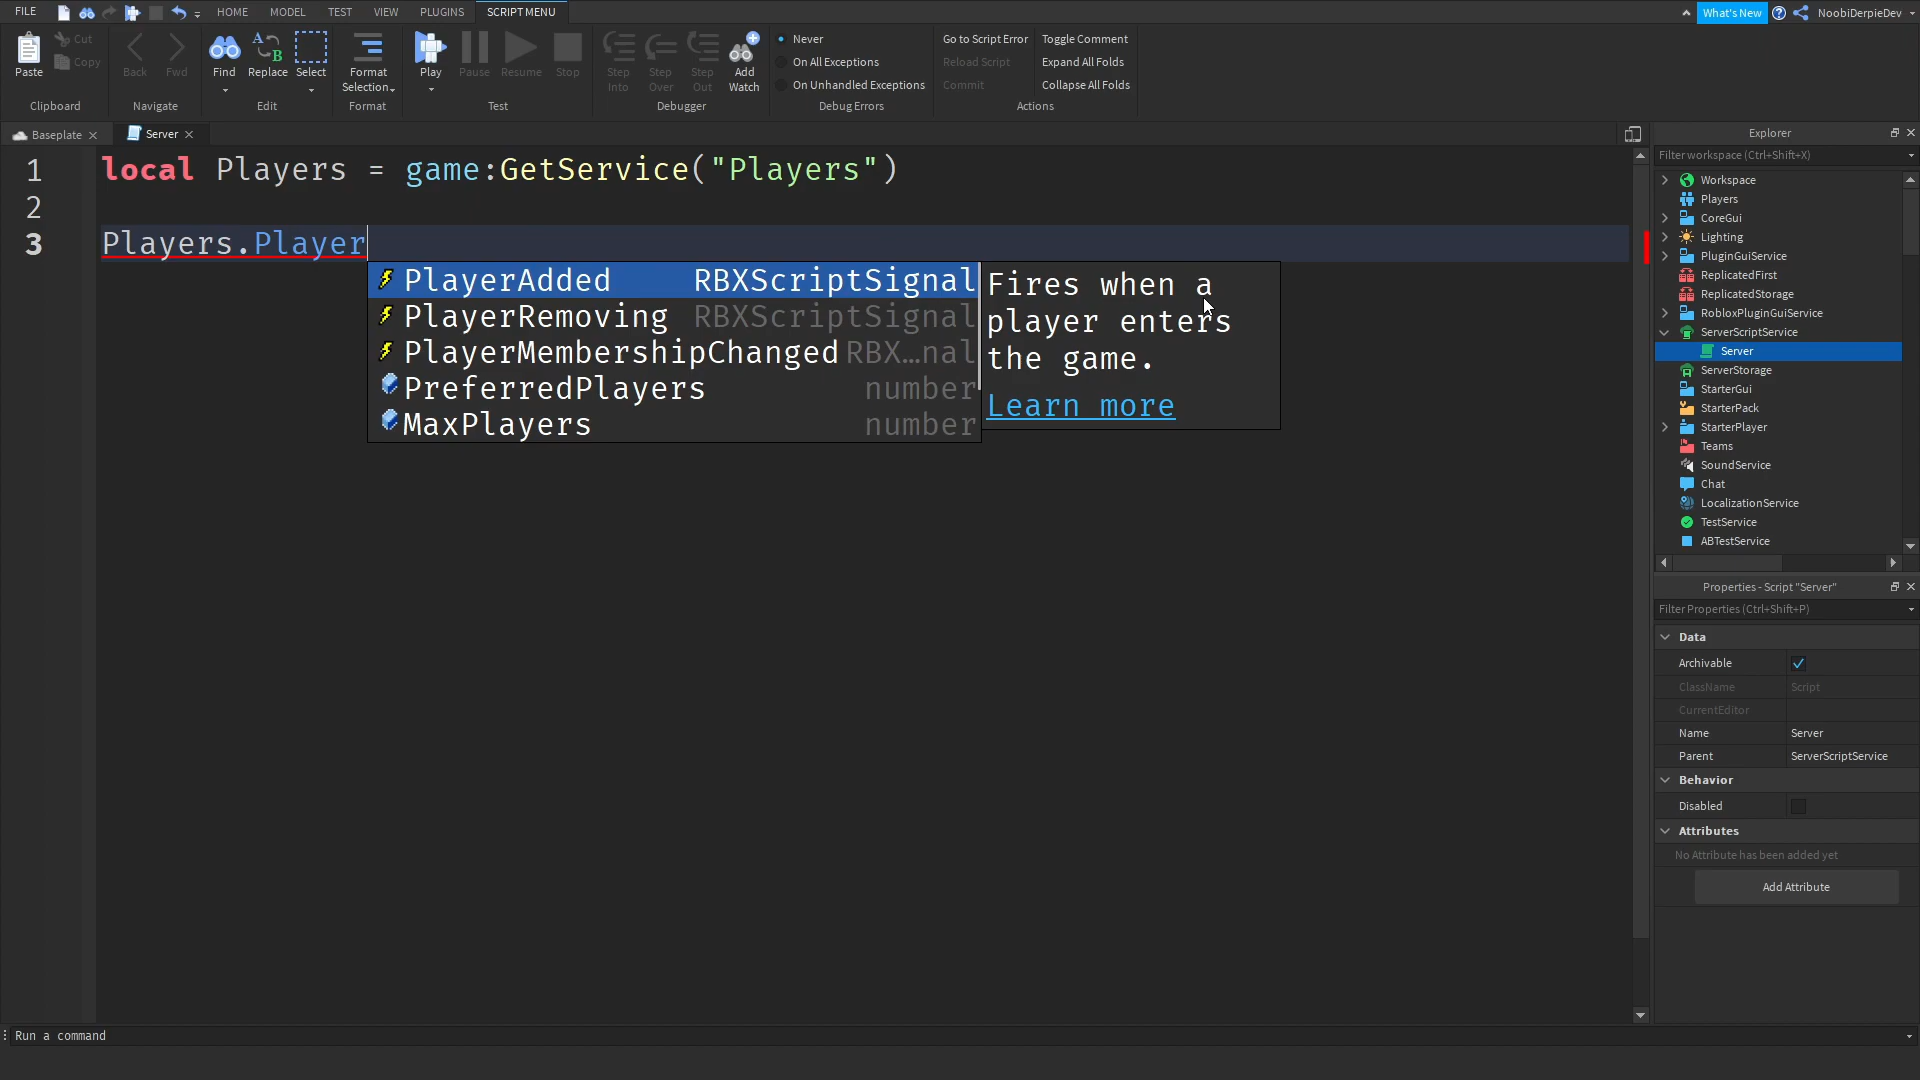 FILE HOME MODEL TEST VIEW PLUGINS SCRIPT MENU What's New NoobiDerpieDev
Paste Cut Copy
Clipboard
Back Fwd
Navigate
Find Replace Select
Edit
Format Selection
Format
Play Pause Resume Stop
Test
Step Into Step Over Step Out Add Watch
Debugger
Never
On All Exceptions
On Unhandled Exceptions
Debug Errors
Go to Script Error Toggle Comment
Reload Script Expand All Folds
Commit Collapse All Folds
Actions
Baseplate Server
1 local Players = game:GetService("Players")
2
3 Players.Player
PlayerAdded RBXScriptSignal
PlayerRemoving RBXScriptSignal
PlayerMembershipChanged RBX...nal
PreferredPlayers number
MaxPlayers number
Fires when a
player enters
the game.
Learn more
Explorer
Filter workspace (Ctrl+Shift+X)
Workspace
Players
CoreGui
Lighting
PluginGuiService
ReplicatedFirst
ReplicatedStorage
RobloxPluginGuiService
ServerScriptService
Server
ServerStorage
StarterGui
StarterPack
StarterPlayer
Teams
SoundService
Chat
LocalizationService
TestService
ABTestService
Properties - Script "Server"
Filter Properties (Ctrl+Shift+P)
Data
Archivable
ClassName Script
CurrentEditor
Name Server
Parent ServerScriptService
Behavior
Disabled
Attributes
No Attribute has been added yet
Add Attribute
Run a command